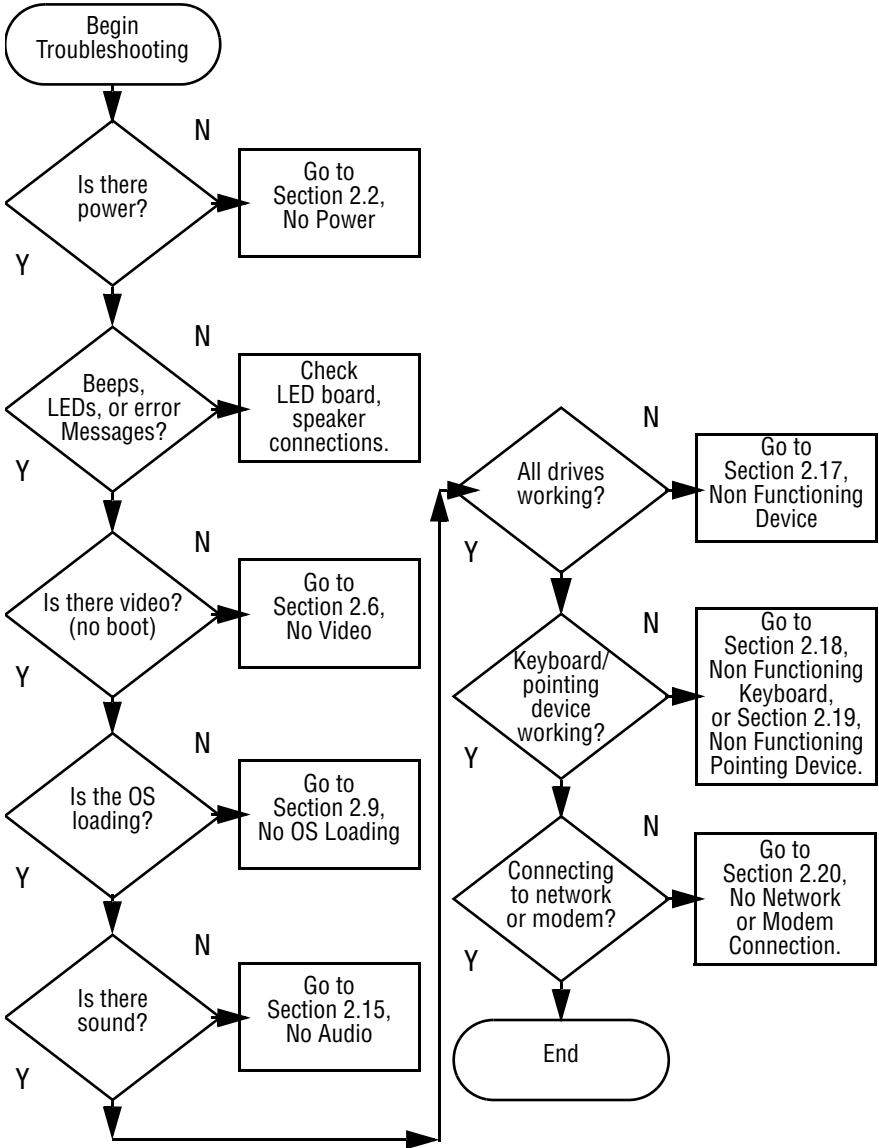 Begin
Troubleshooting
N
Is there
power?
Go to
Section 2.2,
No Power
Y
N
Beeps,
LEDs, or error
Messages?
Check
LED board,
speaker
connections.
Y
N
Is there video?
(no boot)
Go to
Section 2.6,
No Video
Y
N
Is the OS
loading?
Go to
Section 2.9,
No OS Loading
Y
N
Is there
sound?
Go to
Section 2.15,
No Audio
Y
N
All drives
working?
Go to
Section 2.17,
Non Functioning
Device
Y
N
Keyboard/
pointing
device
working?
Go to
Section 2.18,
Non Functioning
Keyboard,
or Section 2.19,
Non Functioning
Pointing Device.
Y
N
Connecting
to network
or modem?
Go to
Section 2.20,
No Network
or Modem
Connection.
Y
End